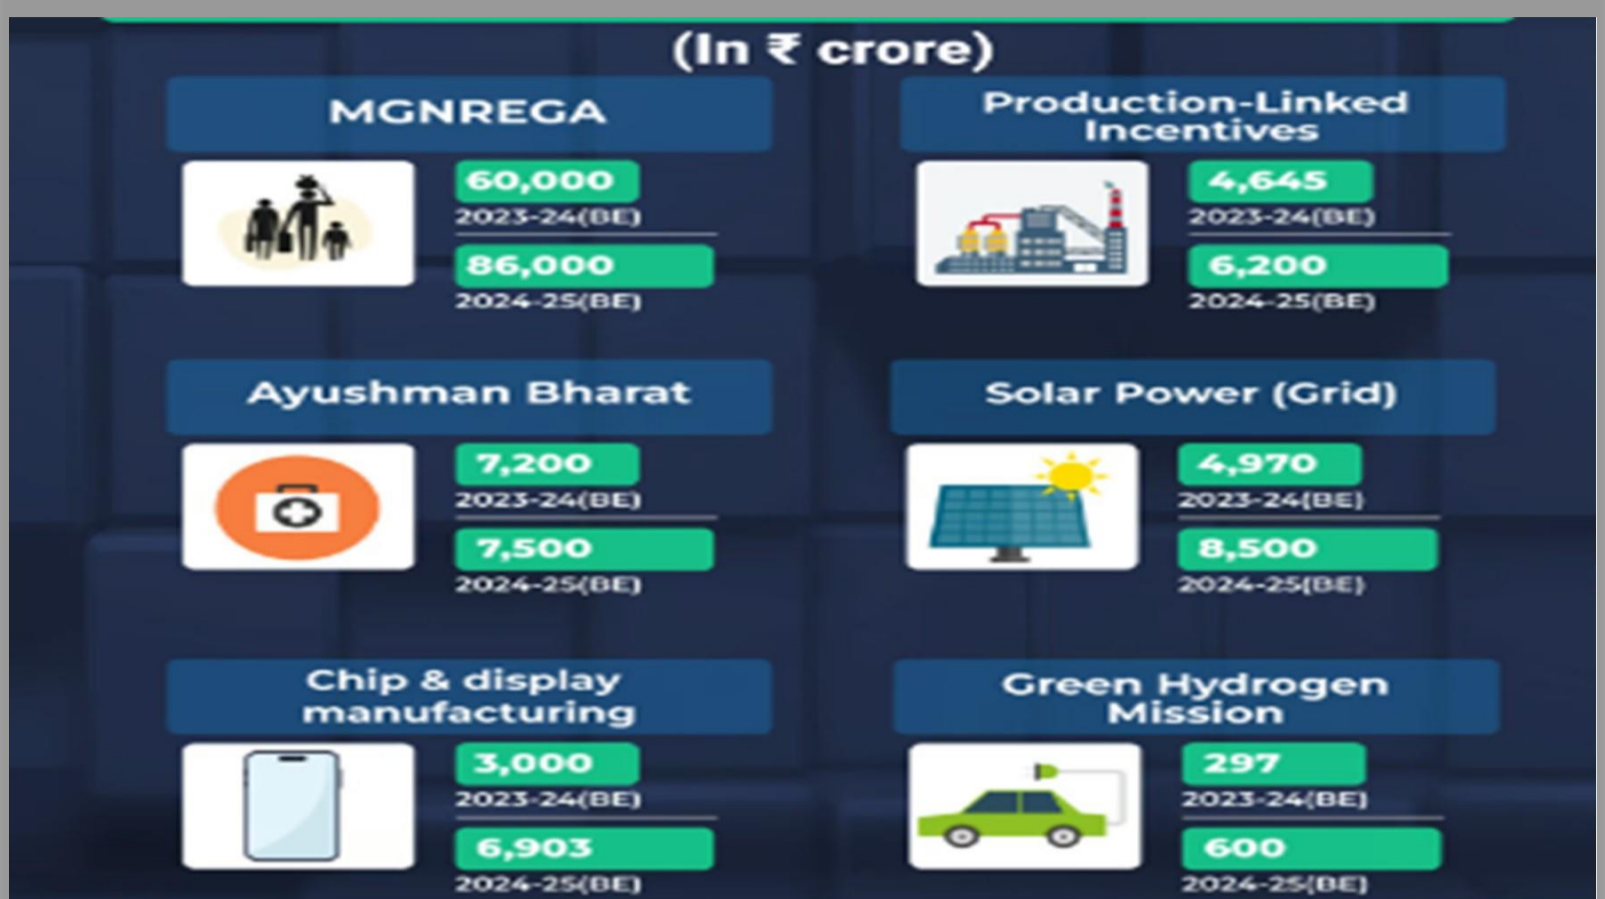 (In ₹ crore)
MGNREGA
60,000
2023-24(BE)
86,000
2024-25(BE)
Production-Linked
Incentives
4,645
2023-24(BE)
6,200
2024-25(BE)
Ayushman Bharat
7,200
2023-24(BE)
7,500
2024-25(BE)
Solar Power (Grid)
4,970
2023-24(BE)
8,500
2024-25(BE)
Chip & display
manufacturing
3,000
2023-24(BE)
6,903
2024-25(BE)
Green Hydrogen
Mission
297
2023-24(BE)
600
2024-25(BE)